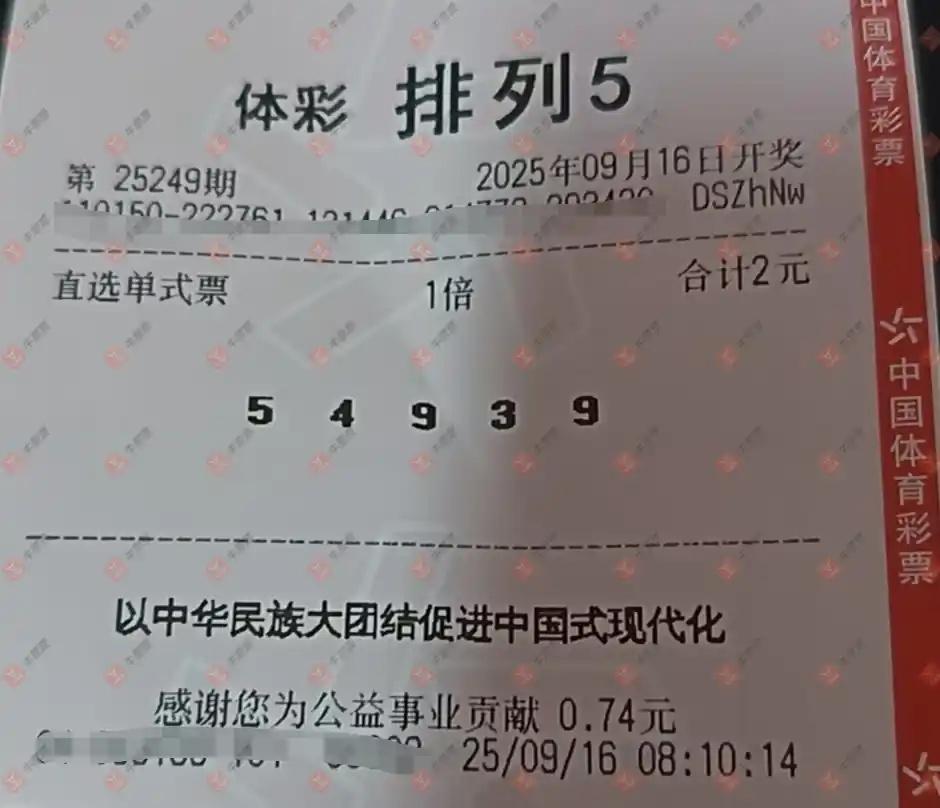 体彩 排列5
第 25249期 2025年09月16日开奖
DSZhNw
直选单式票 1倍 合计2元
5 4 9 3 9
以中华民族大团结促进中国式现代化
感谢您为公益事业贡献 0.74元
25/09/16 08:10:14
中国体育彩票
中国体育彩票